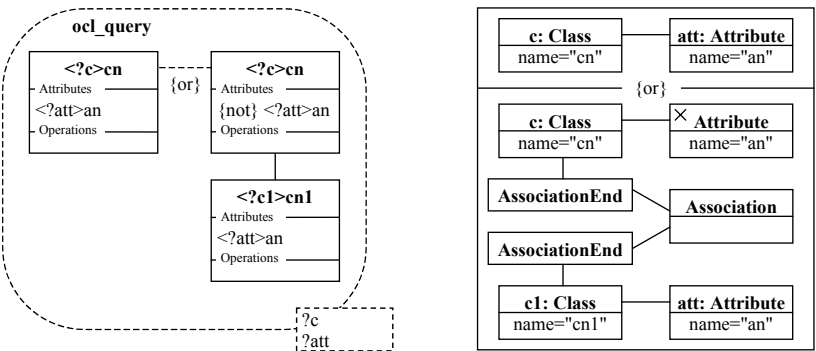 ocl_query
<?c>cn
Attributes
<?att>an
Operations
{or}
<?c>cn
Attributes
{not} <?att>an
Operations
<?c1>cn1
Attributes
<?att>an
Operations
?c
?att
c: Class
name="cn"
att: Attribute
name="an"
{or}
c: Class
name="cn"
× Attribute
name="an"
AssociationEnd
Association
AssociationEnd
c1: Class
name="cn1"
att: Attribute
name="an"